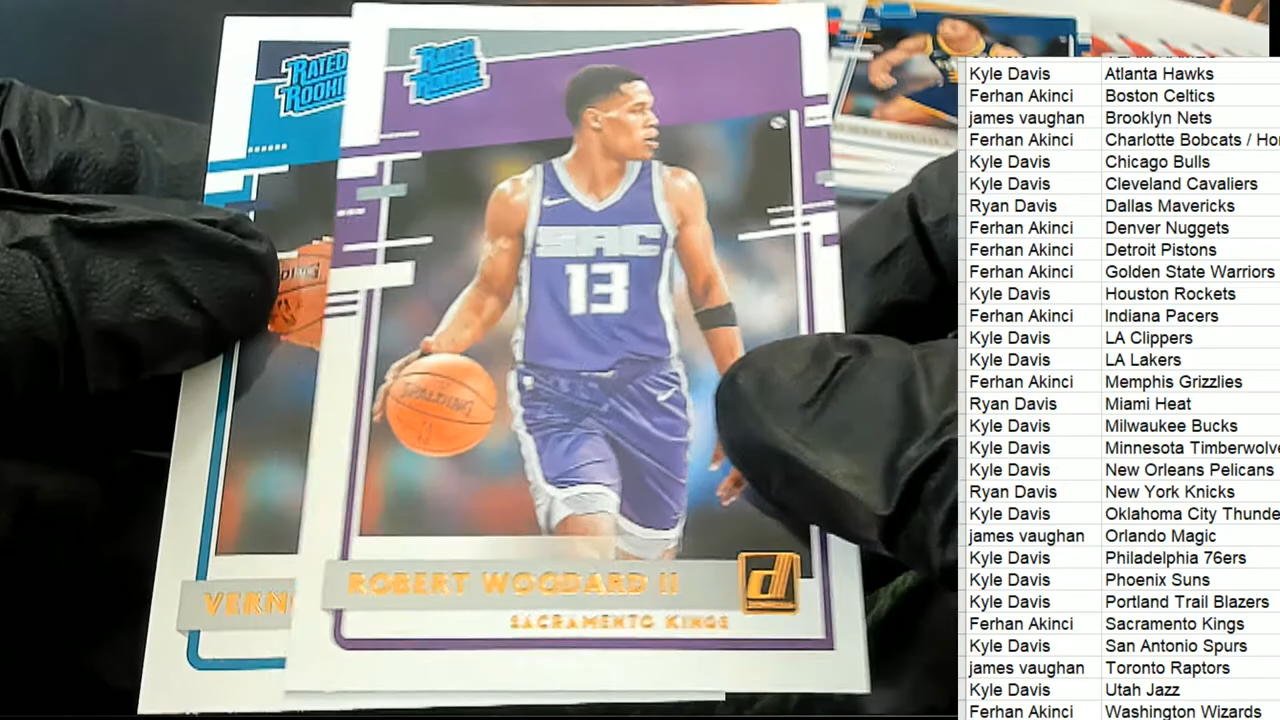 RATED
ROOKI
RATED
ROOKIE
SAC
13
SPALDING
VERN
ROBERT WOODARD II
SACRAMENTO KINGS
d
Kyle Davis Atlanta Hawks
Ferhan Akinci Boston Celtics
james vaughan Brooklyn Nets
Ferhan Akinci Charlotte Bobcats / Ho
Kyle Davis Chicago Bulls
Kyle Davis Cleveland Cavaliers
Ryan Davis Dallas Mavericks
Ferhan Akinci Denver Nuggets
Ferhan Akinci Detroit Pistons
Ferhan Akinci Golden State Warriors
Kyle Davis Houston Rockets
Ferhan Akinci Indiana Pacers
Kyle Davis LA Clippers
Kyle Davis LA Lakers
Ferhan Akinci Memphis Grizzlies
Ryan Davis Miami Heat
Kyle Davis Milwaukee Bucks
Kyle Davis Minnesota Timberwolve
Kyle Davis New Orleans Pelicans
Ryan Davis New York Knicks
Kyle Davis Oklahoma City Thunde
james vaughan Orlando Magic
Kyle Davis Philadelphia 76ers
Kyle Davis Phoenix Suns
Kyle Davis Portland Trail Blazers
Ferhan Akinci Sacramento Kings
Kyle Davis San Antonio Spurs
james vaughan Toronto Raptors
Kyle Davis Utah Jazz
Ferhan Akinci Washington Wizards